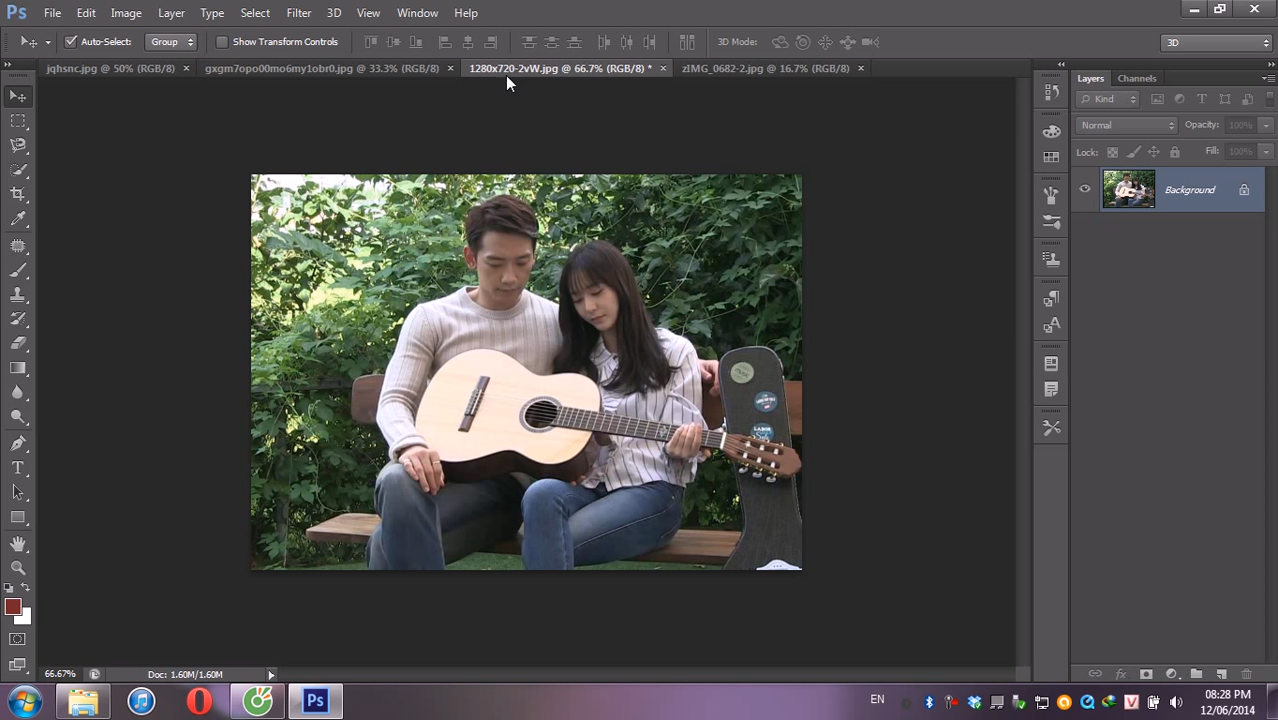 Ps File Edit Image Layer Type Select Filter 3D View Window Help
Auto-Select: Group Show Transform Controls 3D Mode: 3D
jqhsnc.jpg @ 50% (RGB/8) × gxgm7opo00mo6my1obr0.jpg @ 33.3% (RGB/8) × 1280x720-2vW.jpg @ 66.7% (RGB/8) * × zIMG_0682-2.jpg @ 16.7% (RGB/8) ×
Layers Channels
Kind
Normal Opacity: 100%
Lock: Fill: 100%
Background
66.67% Doc: 1.60M/1.60M
Ps EN 08:28 PM
12/06/2014